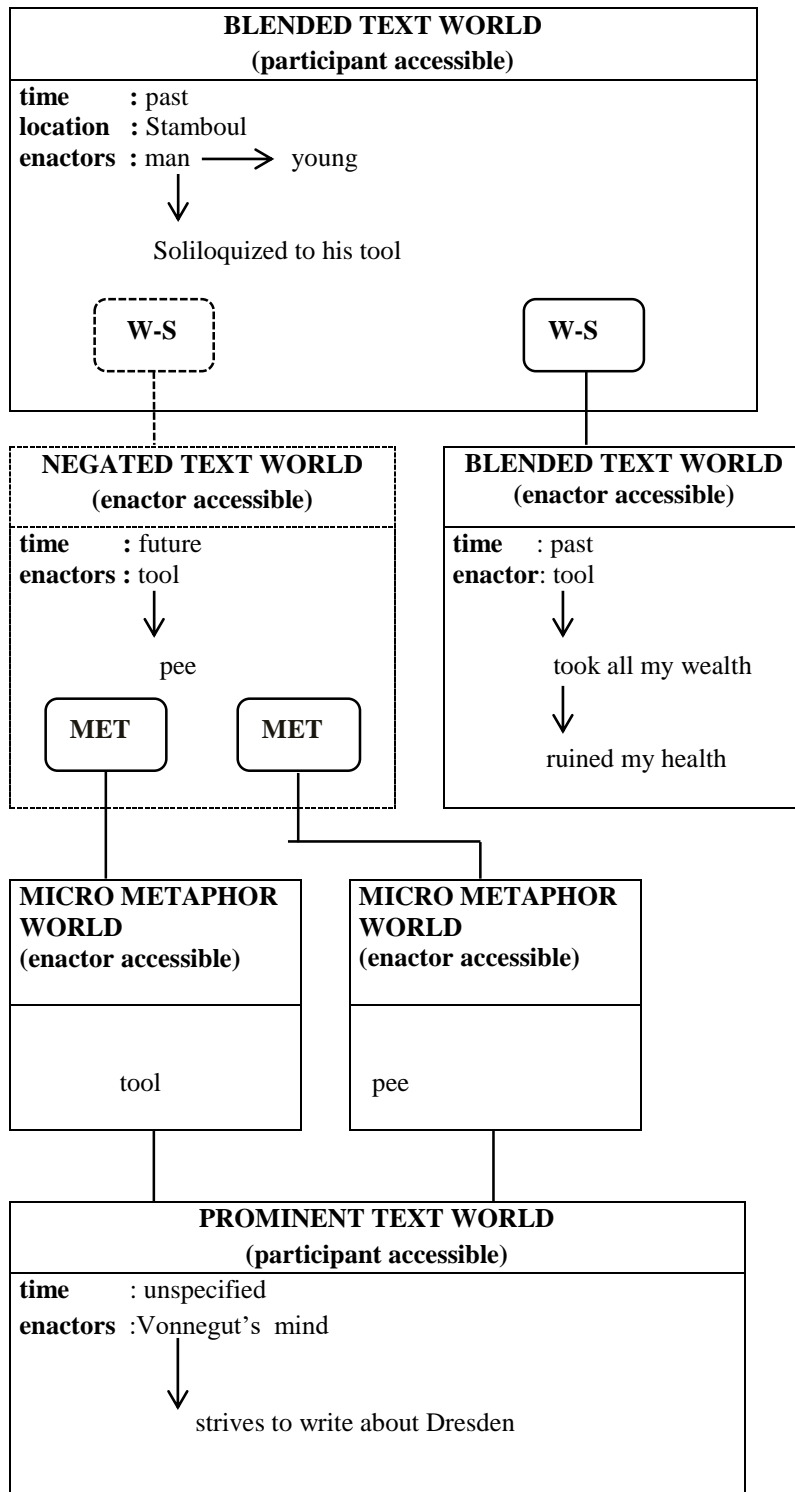 BLENDED TEXT WORLD
(participant accessible)
time : past
location : Stamboul
enactors : man young
Soliloquized to his tool
W-S
W-S
NEGATED TEXT WORLD
(enactor accessible)
time : future
enactors : tool
pee
MET
MET
BLENDED TEXT WORLD
(enactor accessible)
time : past
enactor: tool
took all my wealth
ruined my health
MICRO METAPHOR
WORLD
(enactor accessible)
tool
MICRO METAPHOR
WORLD
(enactor accessible)
pee
PROMINENT TEXT WORLD
(participant accessible)
time : unspecified
enactors :Vonnegut’s mind
strives to write about Dresden